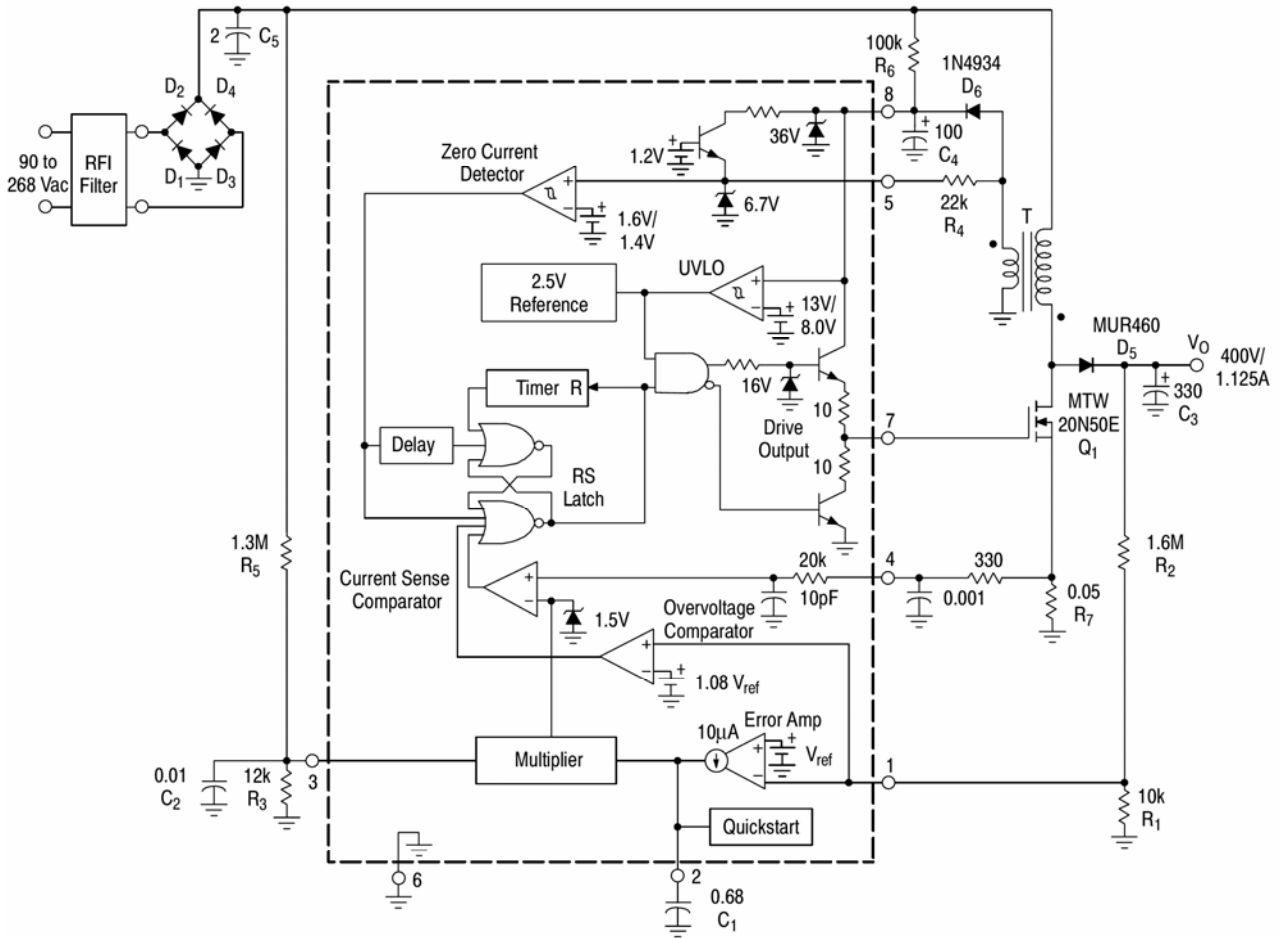 2 C5
100k
R6
1N4934
D6
D2 D4
8
36V
100
C4
1.2V
90 to
268 Vac
RFI
Filter
D1 D3
Zero Current
Detector
+
−
1.6V/
1.4V
6.7V
5
22k
R4
T
UVLO
2.5V
Reference
+
−
13V/
8.0V
MUR460
D5
VO
400V/
1.125A
330
C3
Timer R
16V
10
Drive
Output
7
MTW
20N50E
Q1
Delay
RS
Latch
10
1.3M
R5
1.6M
R2
Current Sense
Comparator
+
−
20k
10pF
4
330
0.001
0.05
R7
1.5V
Overvoltage
Comparator
+
−
1.08 Vref
10μA
Error Amp
+
−
Vref
Multiplier
0.01
C2
12k
R3
3
1
10k
R1
Quickstart
6
2
0.68
C1